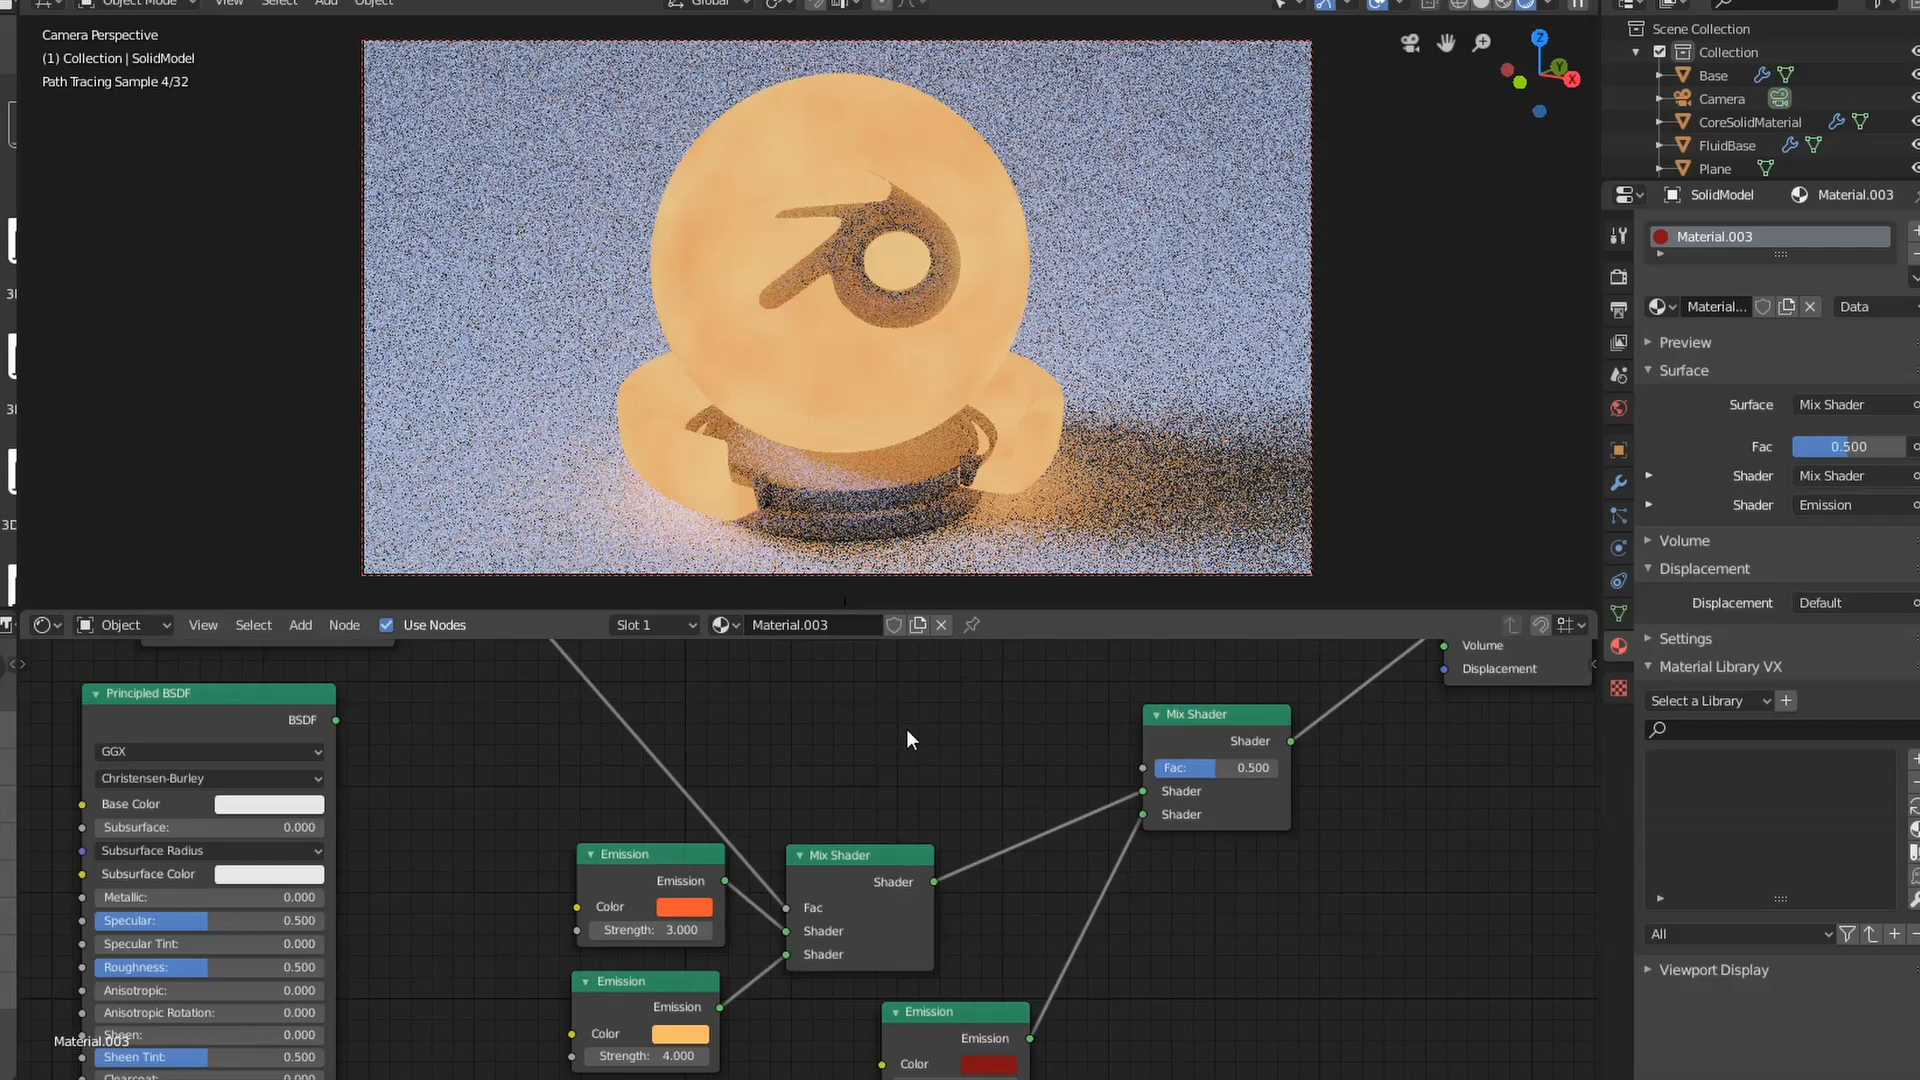 Object Mode
View
Select
Add
Object
Global
Camera Perspective
(1) Collection | SolidModel
Path Tracing Sample 4/32
Z
Y
X
Scene Collection
Collection
Base
Camera
CoreSolidMaterial
FluidBase
Plane
SolidModel
Material.003
Material.003
Material...
Data
Preview
Surface
Surface
Mix Shader
Fac
0.500
Shader
Mix Shader
Shader
Emission
Volume
Displacement
Displacement
Default
Settings
Material Library VX
Select a Library
All
Viewport Display
Object
View
Select
Add
Node
Use Nodes
Slot 1
Material.003
Volume
Displacement
Principled BSDF
BSDF
GGX
Christensen-Burley
Base Color
Subsurface: 0.000
Subsurface Radius
Subsurface Color
Metallic: 0.000
Specular: 0.500
Specular Tint: 0.000
Roughness: 0.500
Anisotropic: 0.000
Anisotropic Rotation: 0.000
Sheen: 0.000
Material.003
Sheen Tint: 0.500
Clearcoat: 0.000
Emission
Emission
Color
Strength: 3.000
Emission
Emission
Color
Strength: 4.000
Mix Shader
Shader
Fac
Shader
Shader
Emission
Emission
Color
Mix Shader
Shader
Fac: 0.500
Shader
Shader